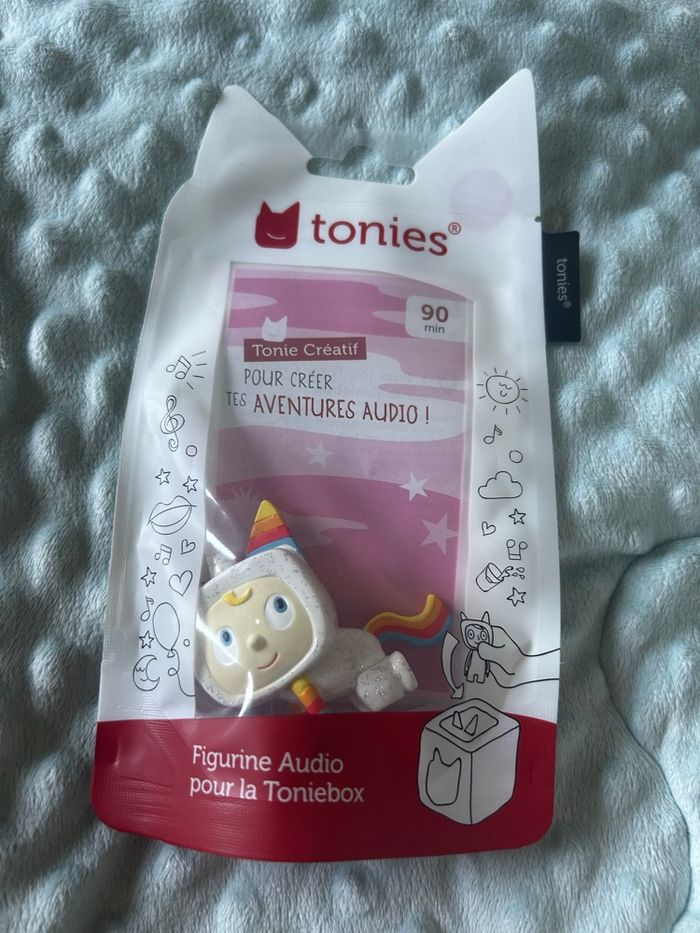 tonies®
90
min
tonies®
Tonie Créatif
POUR CRÉER
TES AVENTURES AUDIO !
Figurine Audio
pour la Toniebox